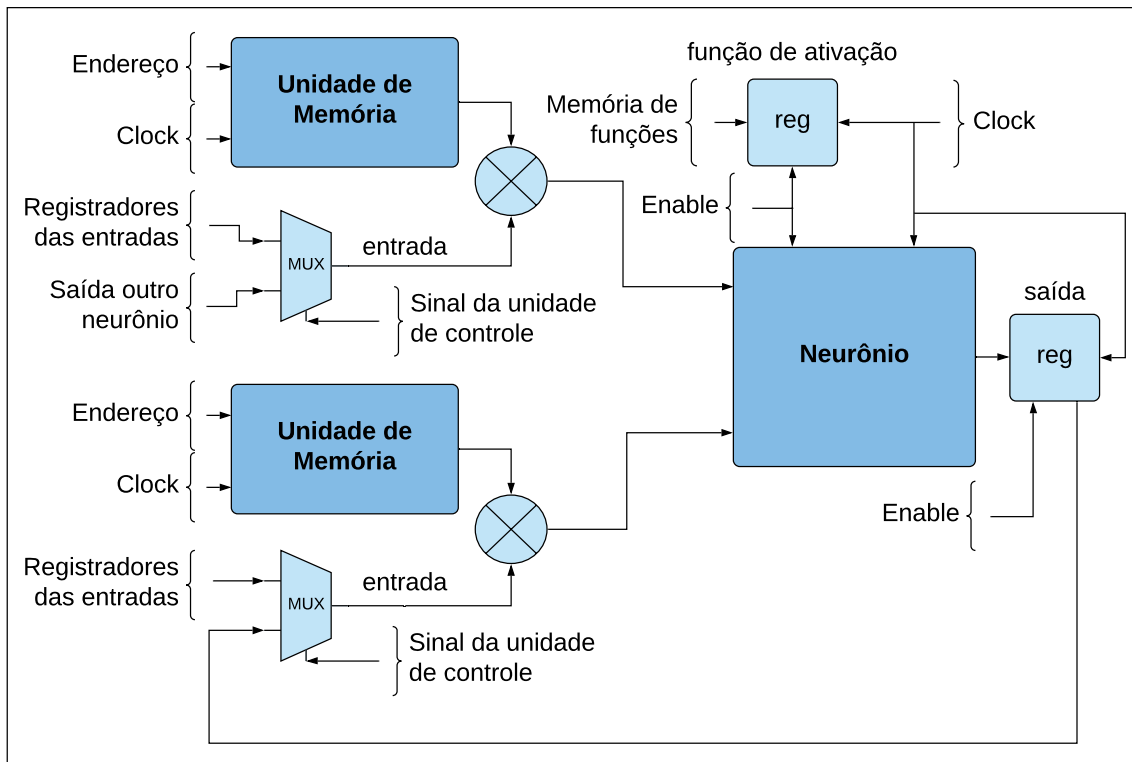 Endereço
Unidade de
Memória
Clock
Registradores
das entradas
MUX
entrada
Saída outro
neurônio
Sinal da unidade
de controle
função de ativação
Memória de
funções
reg
Clock
Enable
Neurônio
saída
reg
Enable
Endereço
Unidade de
Memória
Clock
Registradores
das entradas
MUX
entrada
Sinal da unidade
de controle